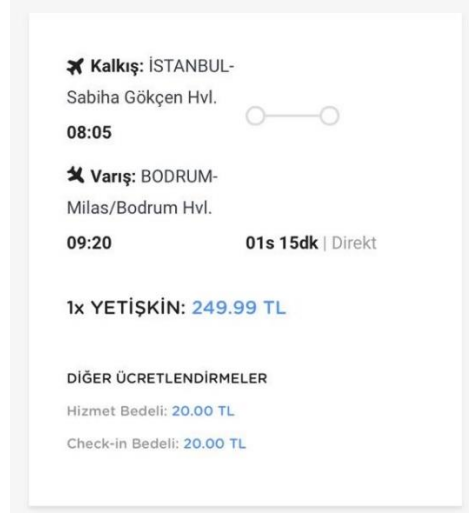 Kalkış: İSTANBUL-
Sabiha Gökçen Hvl.
08:05
Varış: BODRUM-
Milas/Bodrum Hvl.
09:20
01s 15dk | Direkt
1x YETİŞKİN: 249.99 TL
DİĞER ÜCRETLENDİRMELER
Hizmet Bedeli: 20.00 TL
Check-in Bedeli: 20.00 TL